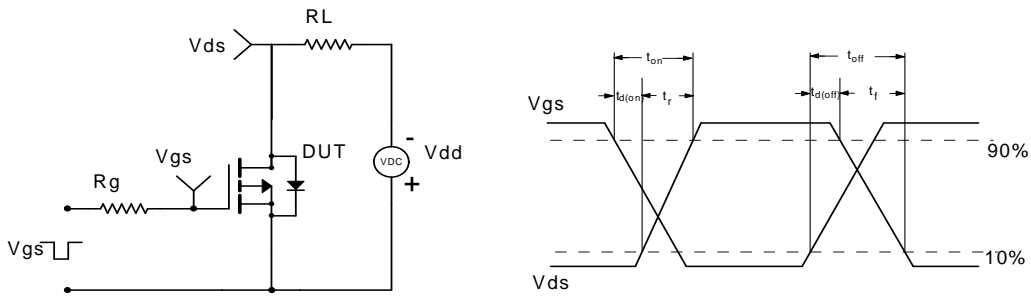 RL
Vds
Vgs
DUT
VDC
-
+
Vdd
Rg
Vgs
ton
toff
td(on)
tr
td(off)
tf
Vgs
90%
10%
Vds